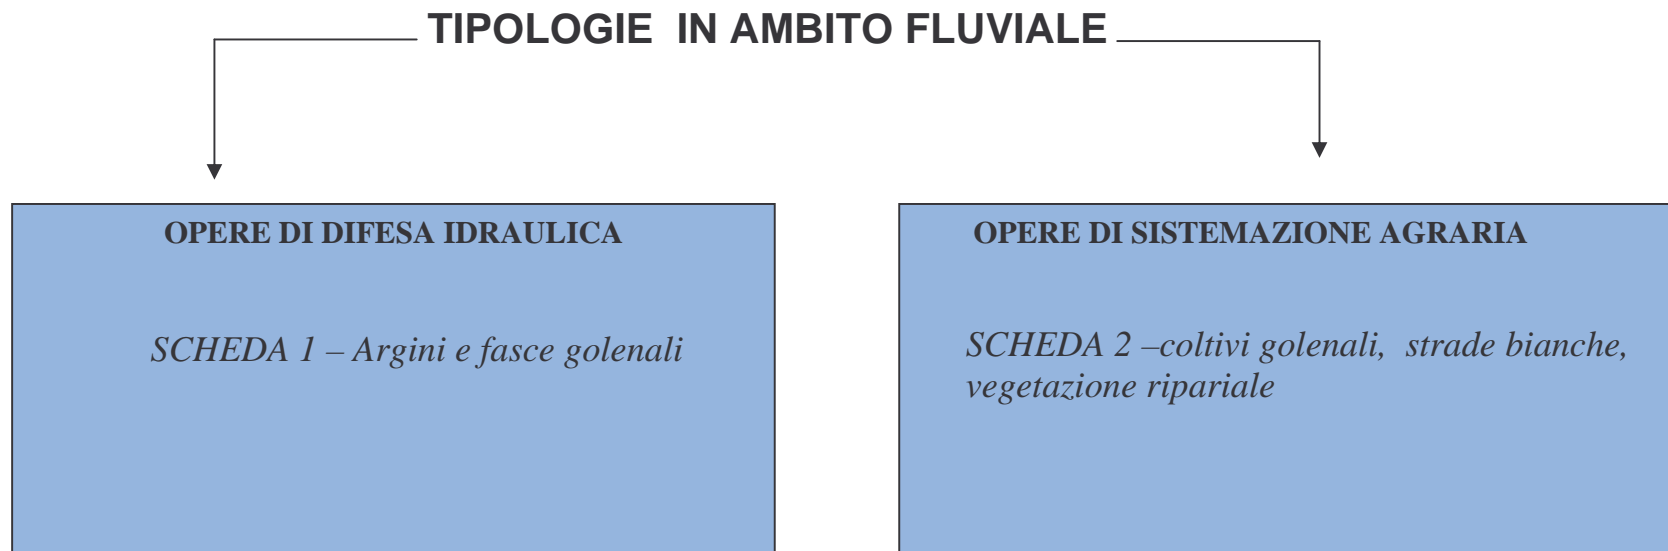 TIPOLOGIE IN AMBITO FLUVIALE
OPERE DI DIFESA IDRAULICA
SCHEDA 1 – Argini e fasce golenali
OPERE DI SISTEMAZIONE AGRARIA
SCHEDA 2 –coltivi golenali, strade bianche,
vegetazione ripariale